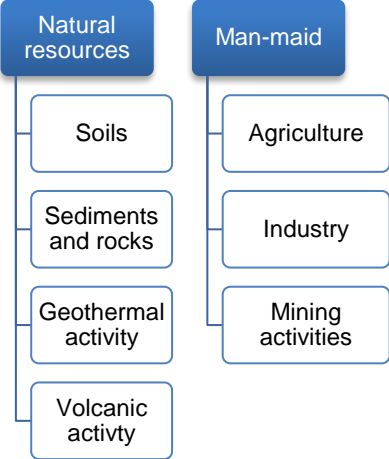 Natural
resources
Soils
Sediments
and rocks
Geothermal
activity
Volcanic
activty
Man-maid
Agriculture
Industry
Mining
activities